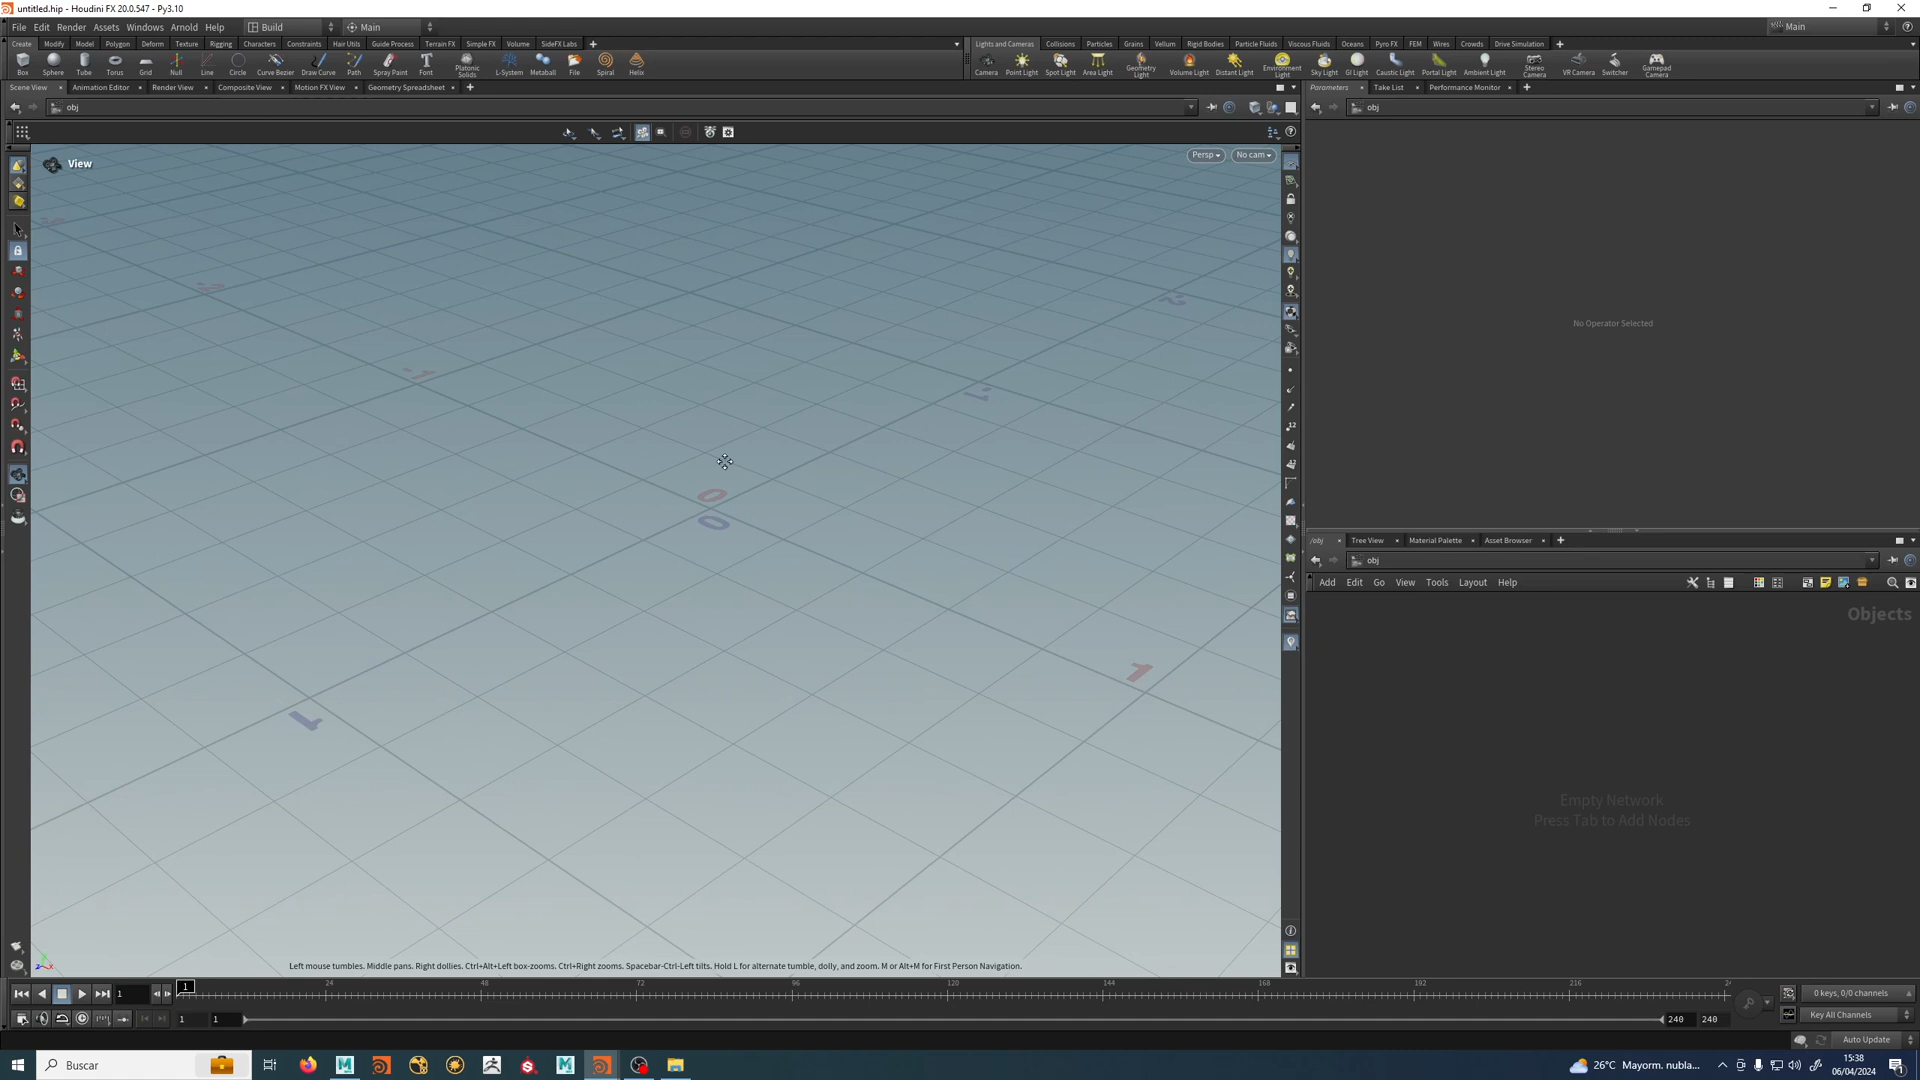 untitled.hip - Houdini FX 20.0.547 - Py3.10
File Edit Render Assets Windows Arnold Help Build Main Main
Create Modify Model Polygon Deform Texture Rigging Characters Constraints Hair Utils Guide Process Terrain FX Simple FX Volume SideFX Labs
Lights and Cameras Collisions Particles Grains Vellum Rigid Bodies Particle Fluids Viscous Fluids Oceans Pyro FX FEM Wires Crowds Drive Simulation
Box Sphere Tube Torus Grid Null Line Circle Curve Bezier Draw Curve Path Spray Paint Font Platonic Solids L-System Metaball File Spiral Helix
Camera Point Light Spot Light Area Light Geometry Light Volume Light Distant Light Environment Light Sky Light GI Light Caustic Light Portal Light Ambient Light Stereo Camera VR Camera Switcher Gamepad Camera
Scene View Animation Editor Render View Composite View Motion FX View Geometry Spreadsheet
Parameters Take List Performance Monitor
obj
obj
View
Persp
No cam
No Operator Selected
-1
-1
-2
0
0
1
1
/obj Tree View Material Palette Asset Browser
obj
Add Edit Go View Tools Layout Help
Objects
Empty Network
Press Tab to Add Nodes
Left mouse tumbles. Middle pans. Right dollies. Ctrl+Alt+Left box-zooms. Ctrl+Right zooms. Spacebar-Ctrl-Left tilts. Hold L for alternate tumble, dolly, and zoom. M or Alt+M for First Person Navigation.
1
1 24 48 72 96 120 144 168 192 216
0 keys, 0/0 channels
1 1 240 240
Key All Channels
Auto Update
Buscar
26°C Mayorm. nubla...
15:38
06/04/2024